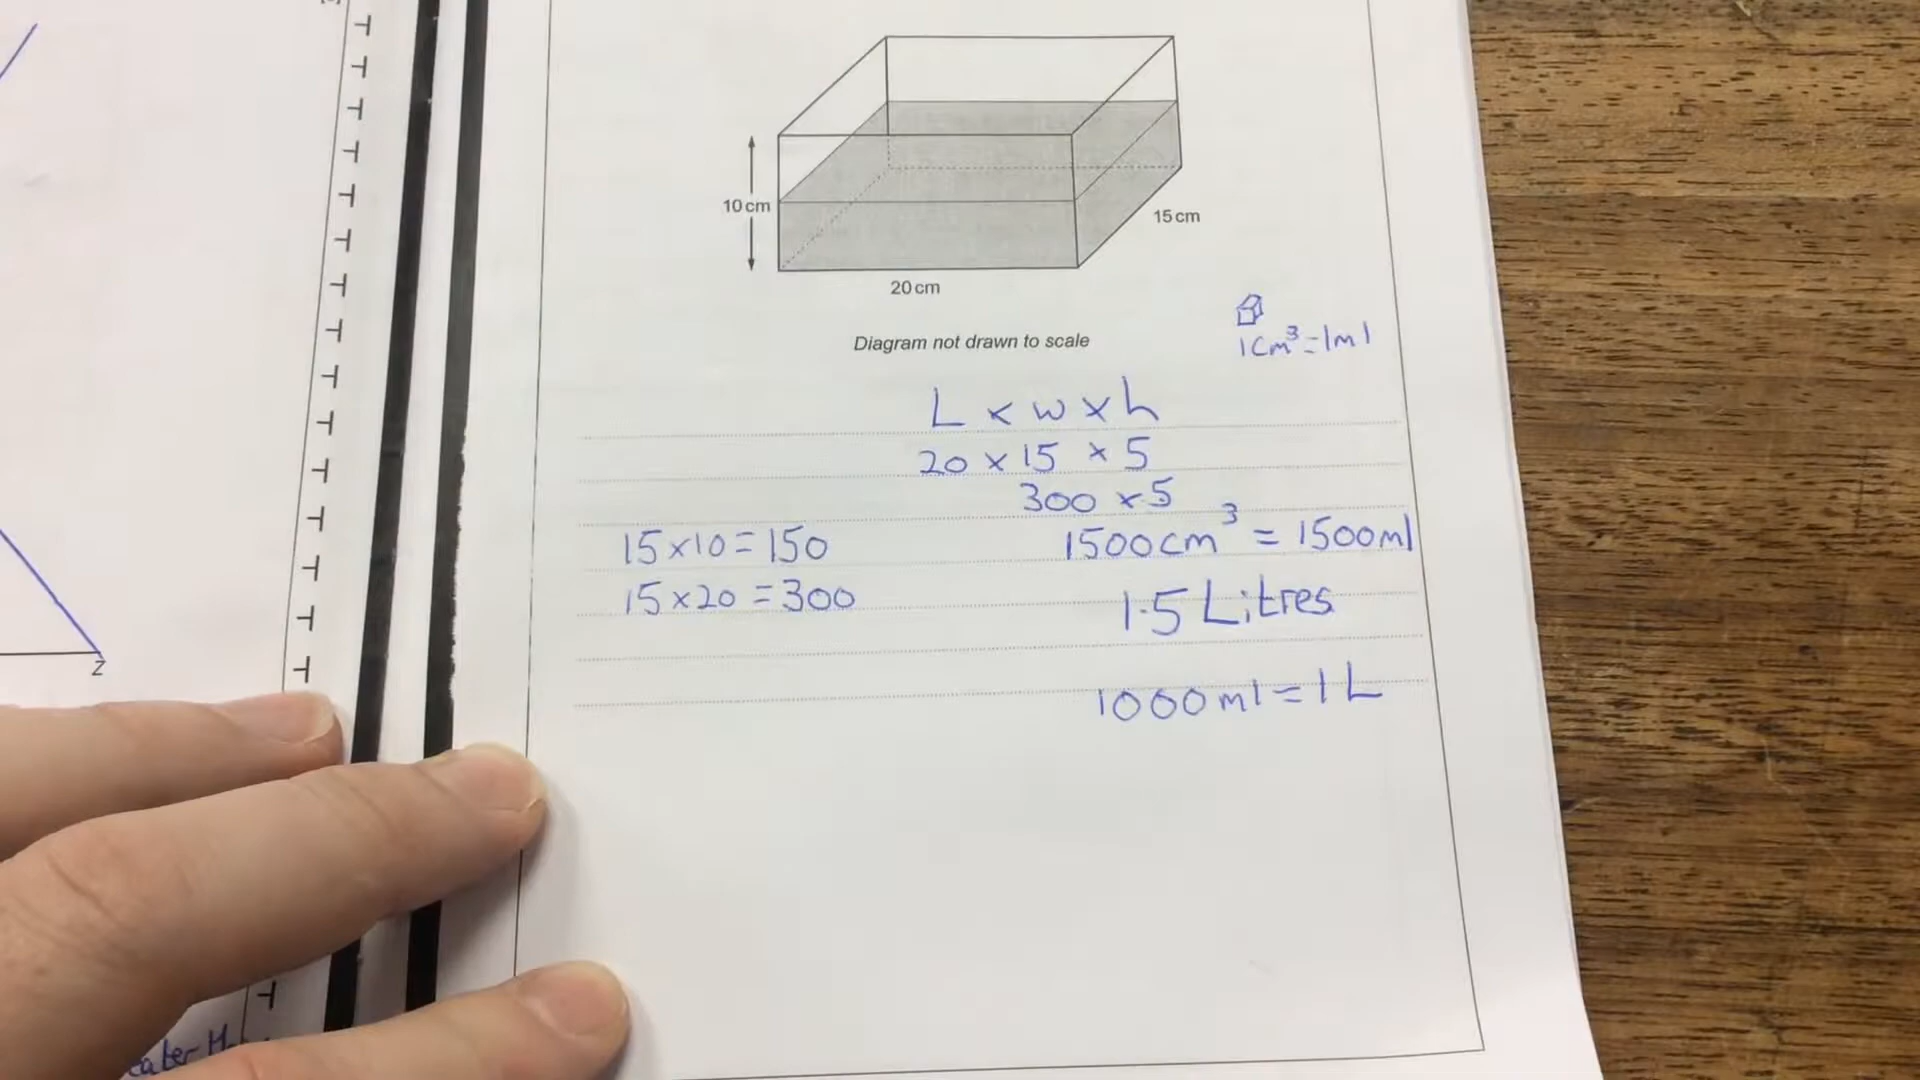 10 cm
15 cm
20 cm
Diagram not drawn to scale
1cm³=1ml
L × w × h
20 × 15 × 5
300 × 5
15×10=150
1500cm³ = 1500ml
15×20=300
1.5 Litres
1000ml=1L
Z